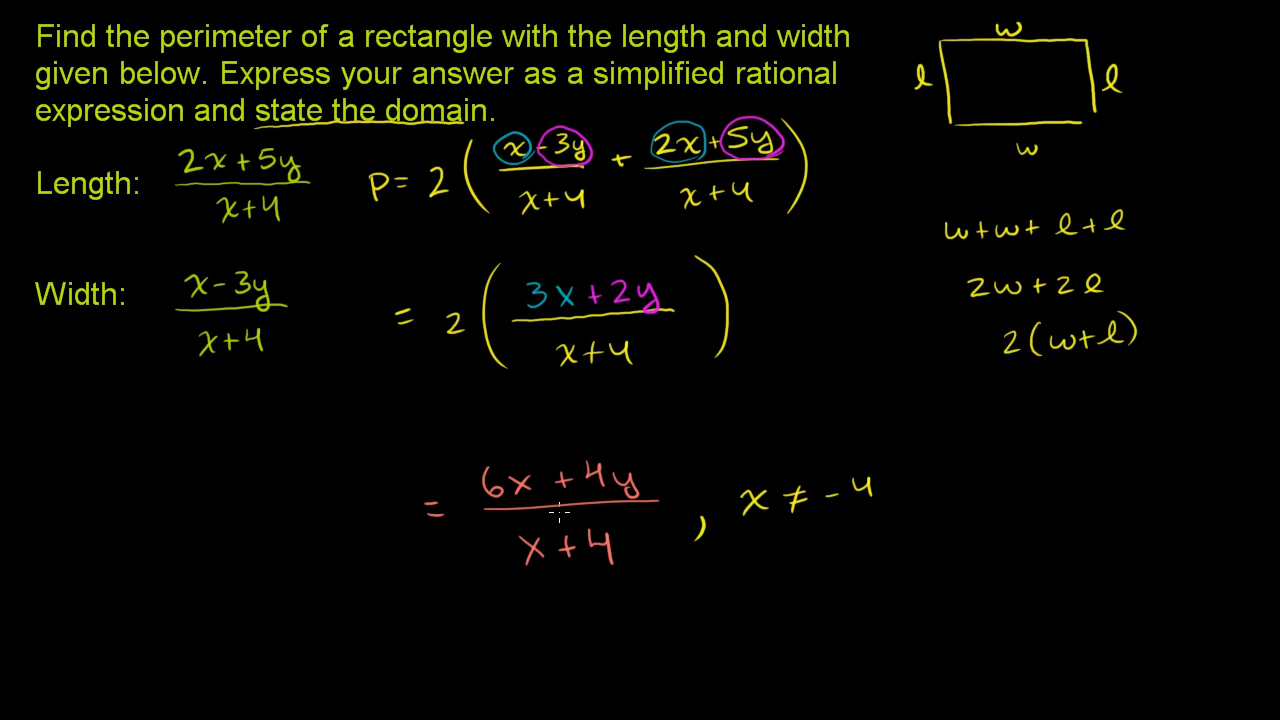 Find the perimeter of a rectangle with the length and width
given below. Express your answer as a simplified rational
expression and state the domain.
w
l l
w
Length: (2x + 5y)/(x + 4)
P = 2 ( (x - 3y)/(x + 4) + (2x + 5y)/(x + 4) )
w + w + l + l
2w + 2l
2(w + l)
Width: (x - 3y)/(x + 4)
= 2 ( (3x + 2y)/(x + 4) )
= (6x + 4y)/(x + 4) , x ≠ -4